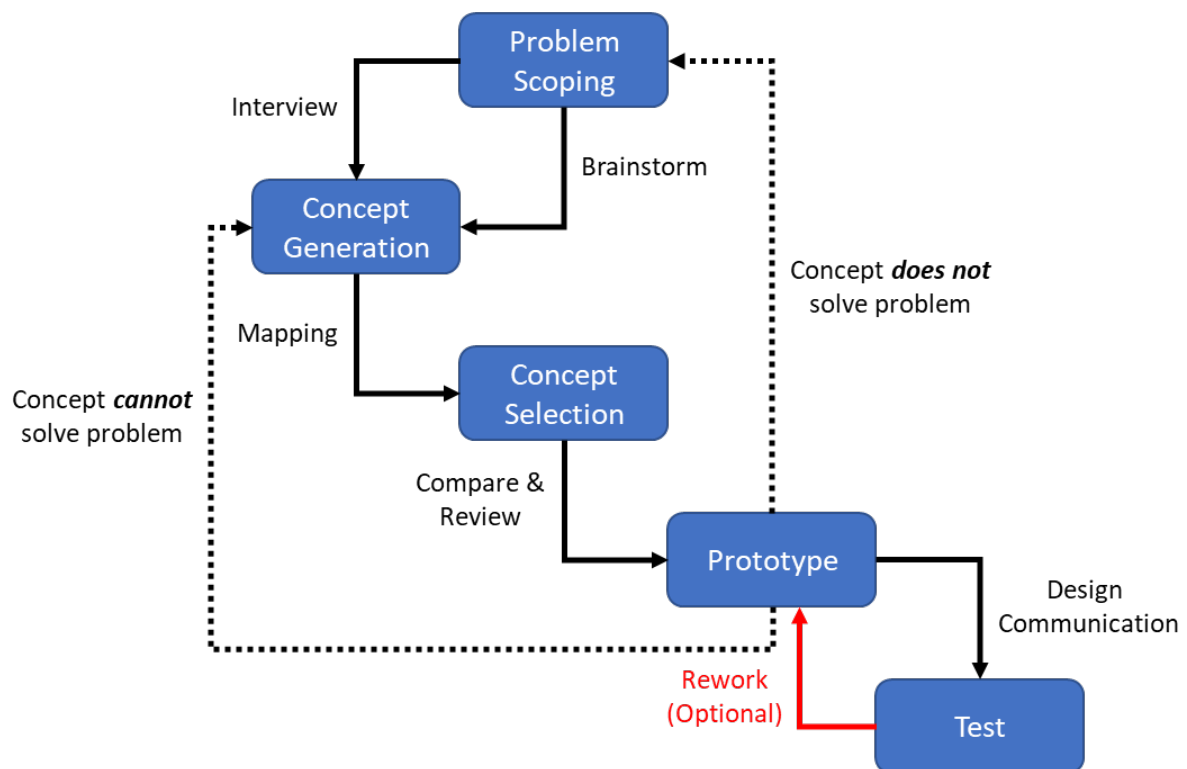 Problem
Scoping
Interview
Brainstorm
Concept
Generation
Concept does not
solve problem
Mapping
Concept
Selection
Concept cannot
solve problem
Compare &
Review
Prototype
Design
Communication
Rework
(Optional)
Test